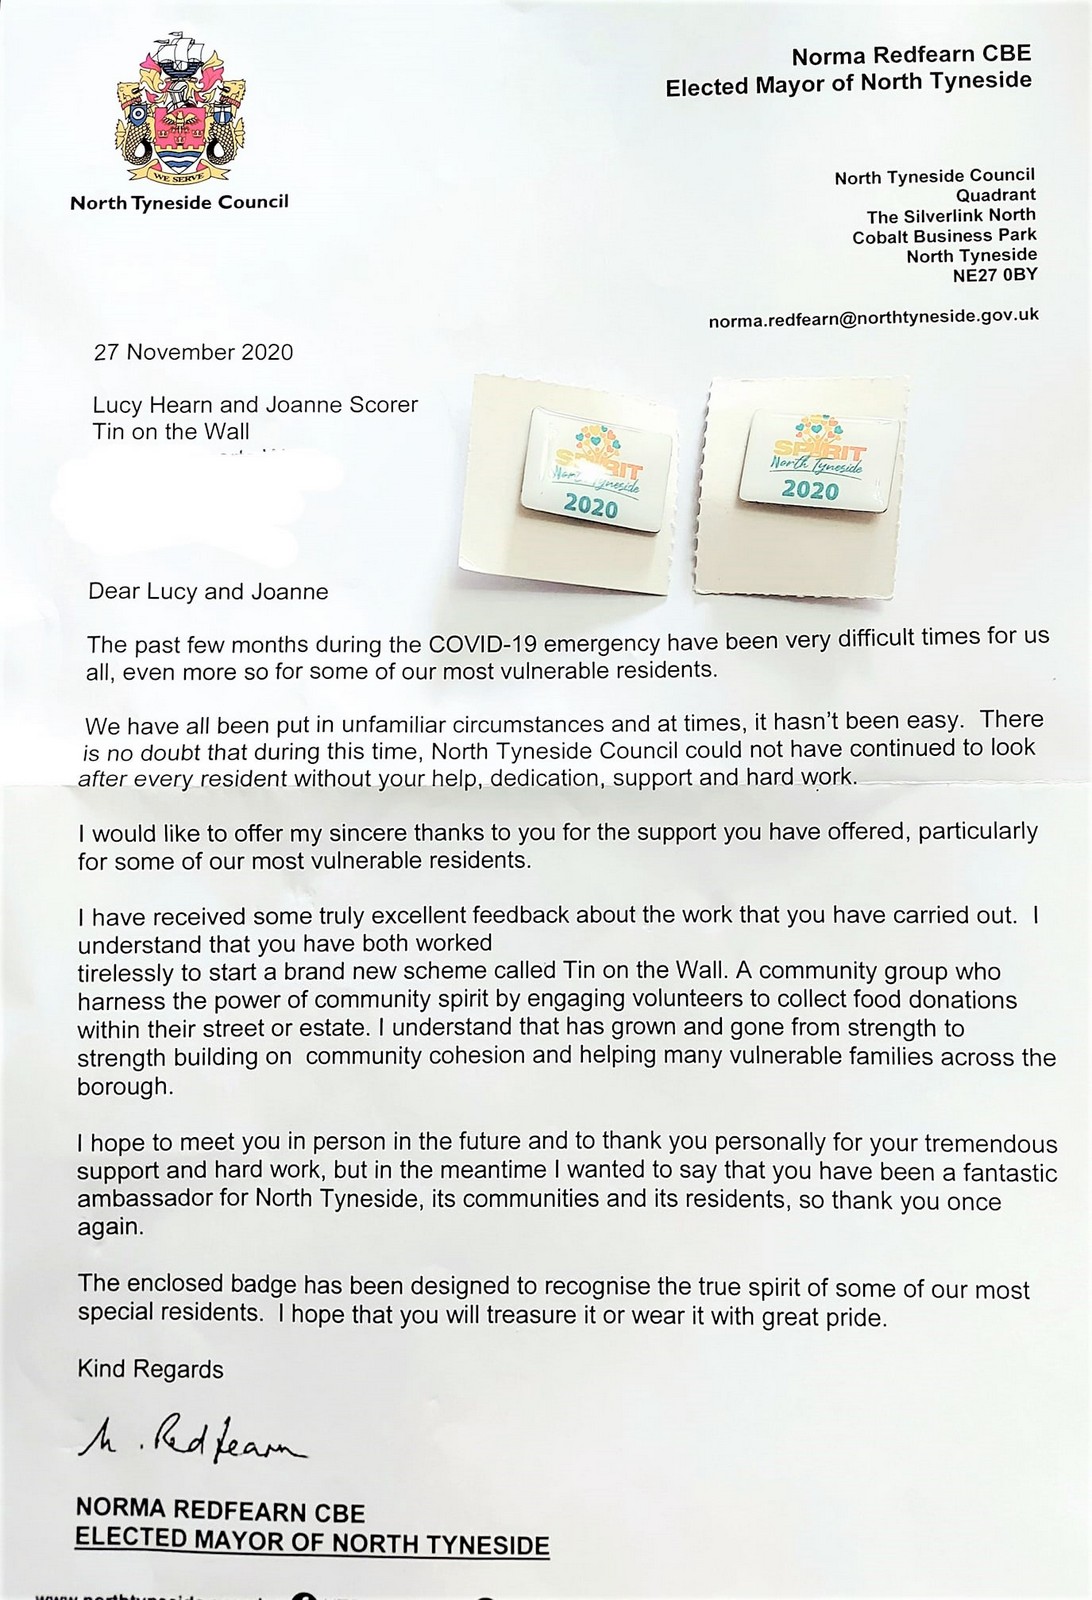 WE SERVE
North Tyneside Council
Norma Redfearn CBE
Elected Mayor of North Tyneside
North Tyneside Council
Quadrant
The Silverlink North
Cobalt Business Park
North Tyneside
NE27 0BY
norma.redfearn@northtyneside.gov.uk
27 November 2020
Lucy Hearn and Joanne Scorer
Tin on the Wall
SPIRIT
North Tyneside
2020
SPIRIT
North Tyneside
2020
Dear Lucy and Joanne
The past few months during the COVID-19 emergency have been very difficult times for us
all, even more so for some of our most vulnerable residents.
We have all been put in unfamiliar circumstances and at times, it hasn't been easy.  There
is no doubt that during this time, North Tyneside Council could not have continued to look
after every resident without your help, dedication, support and hard work.
I would like to offer my sincere thanks to you for the support you have offered, particularly
for some of our most vulnerable residents.
I have received some truly excellent feedback about the work that you have carried out.  I
understand that you have both worked
tirelessly to start a brand new scheme called Tin on the Wall. A community group who
harness the power of community spirit by engaging volunteers to collect food donations
within their street or estate. I understand that has grown and gone from strength to
strength building on  community cohesion and helping many vulnerable families across the
borough.
I hope to meet you in person in the future and to thank you personally for your tremendous
support and hard work, but in the meantime I wanted to say that you have been a fantastic
ambassador for North Tyneside, its communities and its residents, so thank you once
again.
The enclosed badge has been designed to recognise the true spirit of some of our most
special residents.  I hope that you will treasure it or wear it with great pride.
Kind Regards
N. Redfearn
NORMA REDFEARN CBE
ELECTED MAYOR OF NORTH TYNESIDE